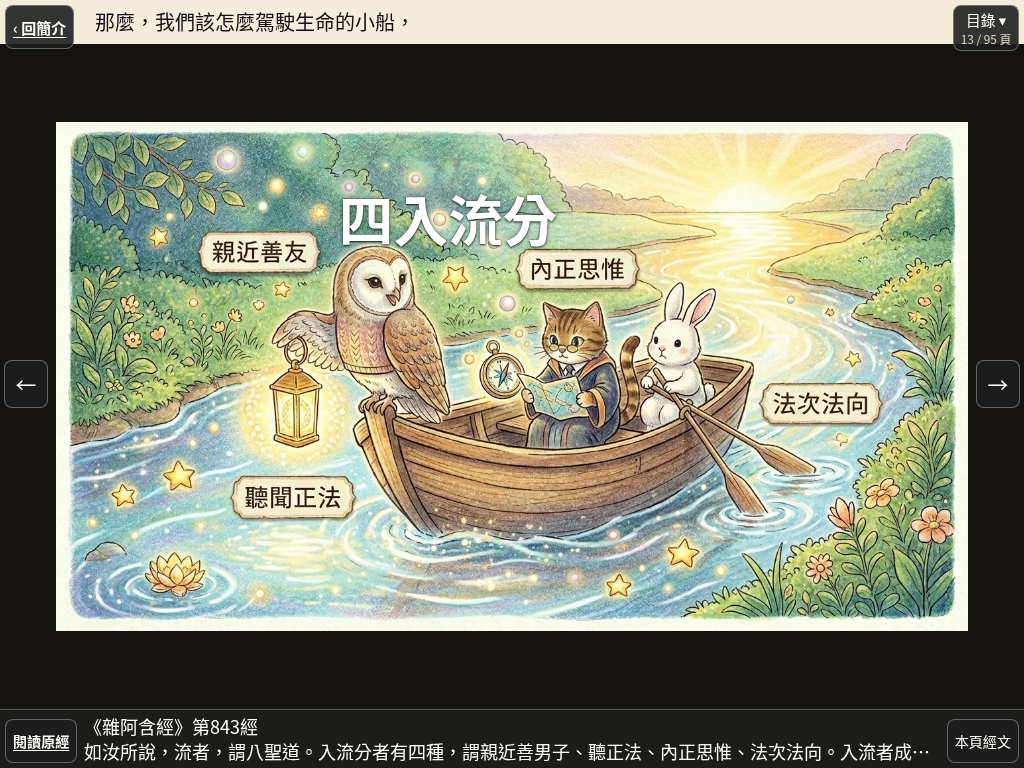 ‹ 回簡介
那麼，我們該怎麼駕駛生命的小船，
目錄 ▾
13 / 95 頁
四入流分
親近善友
內正思惟
法次法向
聽聞正法
←
→
閱讀原經
《雜阿含經》第843經
如汝所說，流者，謂八聖道。入流分者有四種，謂親近善男子、聽正法、內正思惟、法次法向。入流者成…
本頁經文